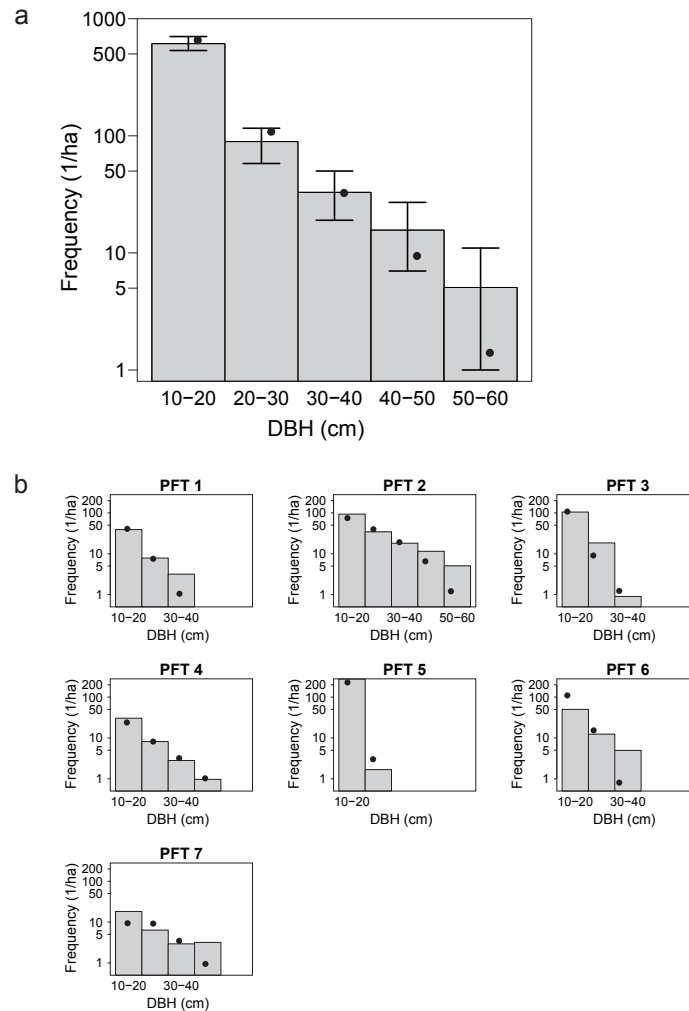 a
Frequency (1/ha)
1000
500
100
50
10
5
1
10−20 20−30 30−40 40−50 50−60
DBH (cm)
b
PFT 1
Frequency (1/ha)
200
100
50
10
5
1
10−20 30−40
DBH (cm)
PFT 2
Frequency (1/ha)
200
100
50
10
5
1
10−20 30−40 50−60
DBH (cm)
PFT 3
Frequency (1/ha)
200
100
50
10
5
1
10−20 30−40
DBH (cm)
PFT 4
Frequency (1/ha)
200
100
50
10
5
1
10−20 30−40
DBH (cm)
PFT 5
Frequency (1/ha)
200
100
50
10
5
1
10−20
DBH (cm)
PFT 6
Frequency (1/ha)
200
100
50
10
5
1
10−20 30−40
DBH (cm)
PFT 7
Frequency (1/ha)
200
100
50
10
5
1
10−20 30−40
DBH (cm)